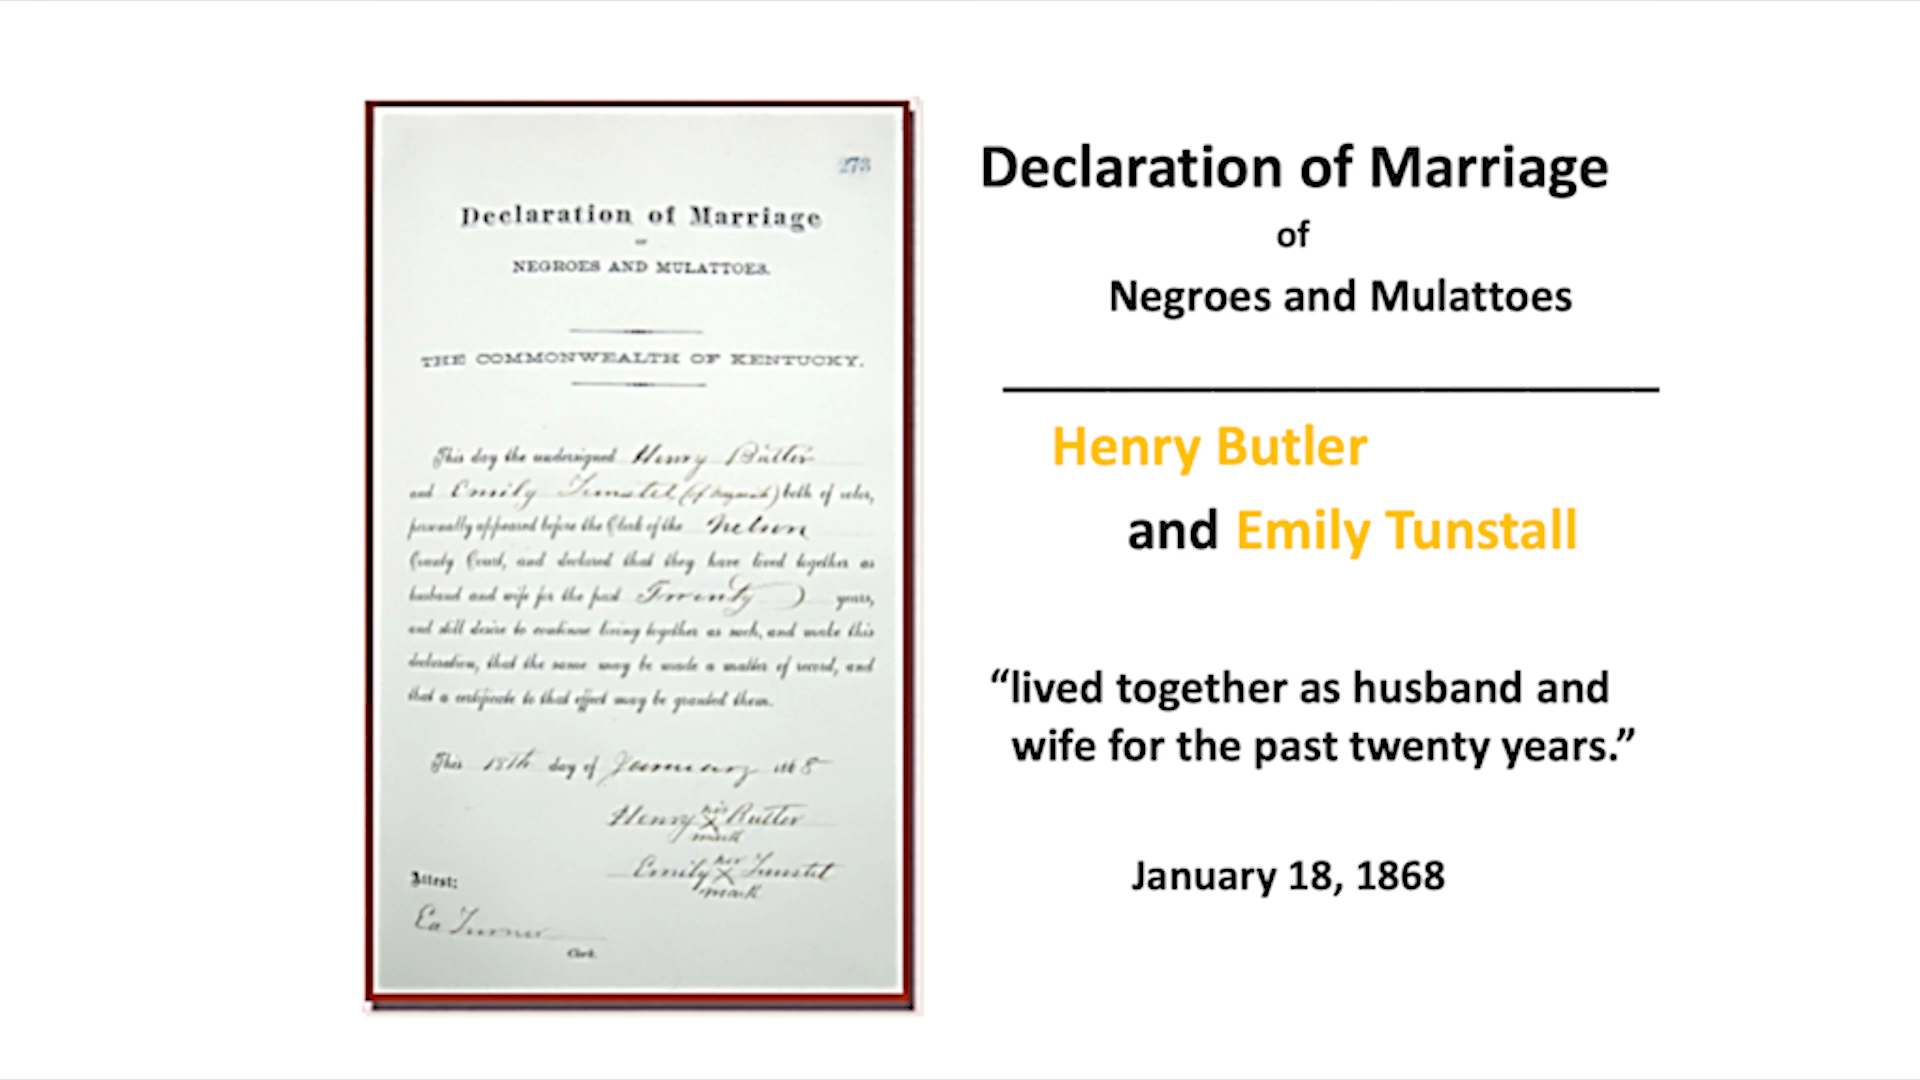 273
Declaration of Marriage
OF
NEGROES AND MULATTOES.
THE COMMONWEALTH OF KENTUCKY.
This day the undersigned Henry Butler
and Emily Tunstel, both of color,
personally appeared before the Clerk of the Nelson
County Court, and declared that they have lived together as
husband and wife for the past Twenty years,
and still desire to continue living together as such, and make this
declaration, that the same may be made a matter of record, and
that a certificate to that effect may be granted them.
This 18th day of January 1868
Henry his X mark Butler
Emily her X mark Tunstel
Attest:
Turner
Clerk.
Declaration of Marriage
of
Negroes and Mulattoes
Henry Butler
and Emily Tunstall
“lived together as husband and
wife for the past twenty years.”
January 18, 1868